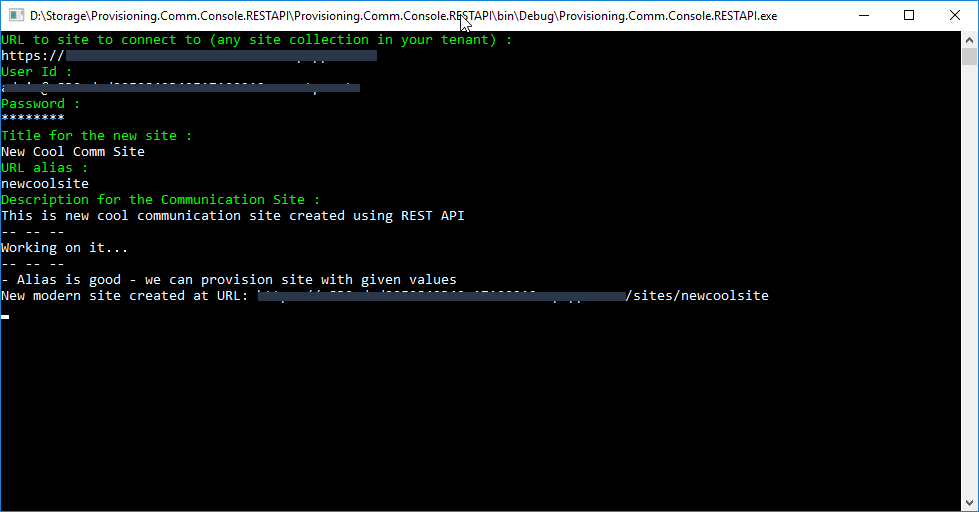 D:\Storage\Provisioning.Comm.Console.RESTAPI\Provisioning.Comm.Console.RESTAPI\bin\Debug\Provisioning.Comm.Console.RESTAPI.exe
URL to site to connect to (any site collection in your tenant) :
https://
User Id :
Password :
********
Title for the new site :
New Cool Comm Site
URL alias :
newcoolsite
Description for the Communication Site :
This is new cool communication site created using REST API
-- -- --
Working on it...
-- -- --
- Alias is good - we can provision site with given values
New modern site created at URL: /sites/newcoolsite